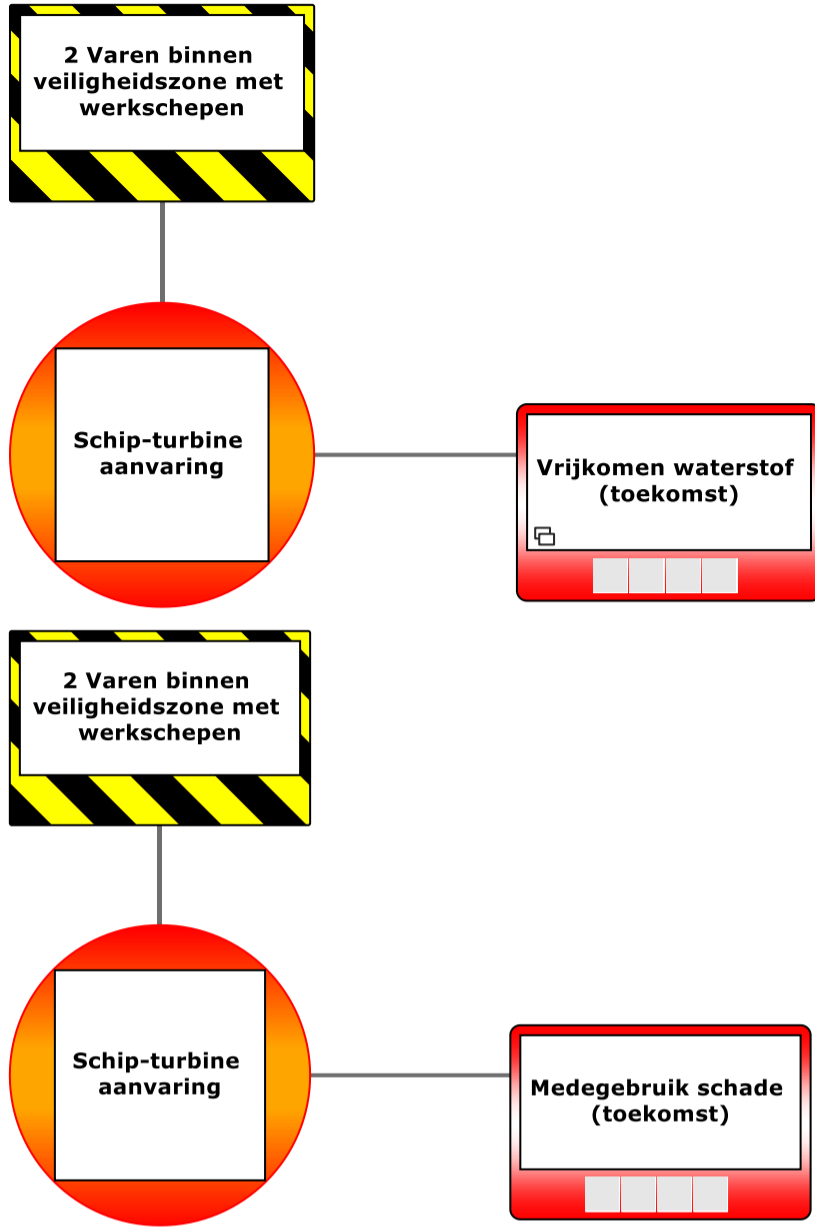 2 Varen binnen
veiligheidszone met
werkschepen
Schip-turbine
aanvaring
Vrijkomen waterstof
(toekomst)
2 Varen binnen
veiligheidszone met
werkschepen
Schip-turbine
aanvaring
Medegebruik schade
(toekomst)